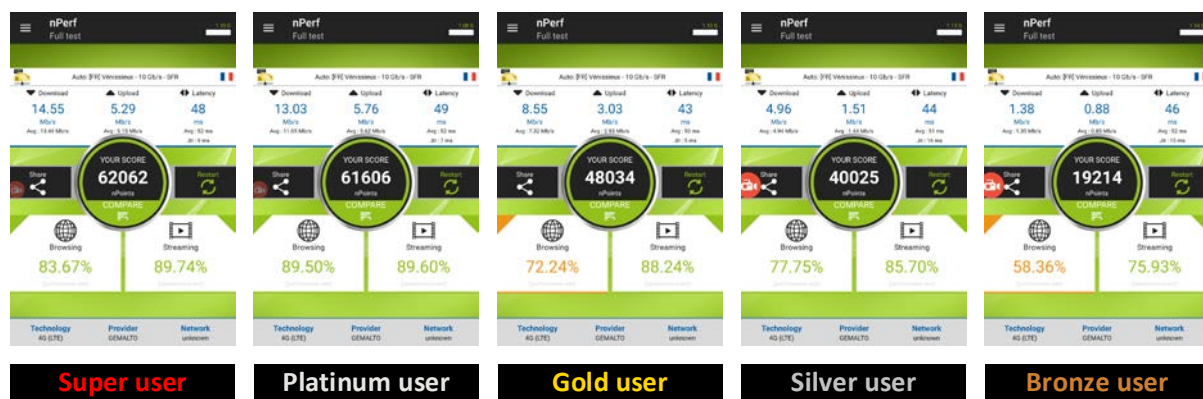 nPerf
Full test
Auto: [FR] Vénissieux - 10 Gb/s - SFR
Download Upload Latency
14.55 5.29 48
Mb/s Mb/s ms
Share
YOUR SCORE
62062
nPoints
COMPARE
Restart
Browsing Streaming
83.67% 89.74%
Technology Provider Network
4G (LTE) GEMALTO unknown
Super user
nPerf
Full test
Auto: [FR] Vénissieux - 10 Gb/s - SFR
Download Upload Latency
13.03 5.76 49
Mb/s Mb/s ms
Share
YOUR SCORE
61606
nPoints
COMPARE
Restart
Browsing Streaming
89.50% 89.60%
Technology Provider Network
4G (LTE) GEMALTO unknown
Platinum user
nPerf
Full test
Auto: [FR] Vénissieux - 10 Gb/s - SFR
Download Upload Latency
8.55 3.03 43
Mb/s Mb/s ms
Share
YOUR SCORE
48034
nPoints
COMPARE
Restart
Browsing Streaming
72.24% 88.24%
Technology Provider Network
4G (LTE) GEMALTO unknown
Gold user
nPerf
Full test
Auto: [FR] Vénissieux - 10 Gb/s - SFR
Download Upload Latency
4.96 1.51 44
Mb/s Mb/s ms
Share
YOUR SCORE
40025
nPoints
COMPARE
Restart
Browsing Streaming
77.75% 85.70%
Technology Provider Network
4G (LTE) GEMALTO unknown
Silver user
nPerf
Full test
Auto: [FR] Vénissieux - 10 Gb/s - SFR
Download Upload Latency
1.38 0.88 46
Mb/s Mb/s ms
Share
YOUR SCORE
19214
nPoints
COMPARE
Restart
Browsing Streaming
58.36% 75.93%
Technology Provider Network
4G (LTE) GEMALTO unknown
Bronze user